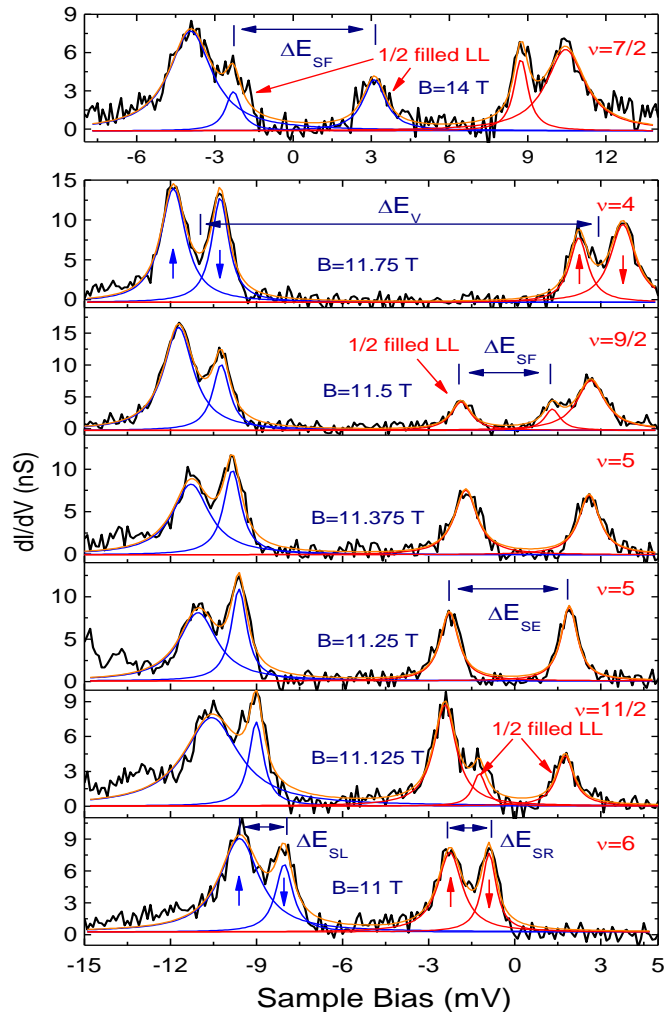 9
6
3
0
ΔE_SF
1/2 filled LL
B=14 T
ν=7/2
-6 -3 0 3 6 9 12
15
10
5
0
ΔE_V
B=11.75 T
ν=4
15
10
5
0
1/2 filled LL
ΔE_SF
B=11.5 T
ν=9/2
10
5
0
B=11.375 T
ν=5
10
5
0
B=11.25 T
ΔE_SE
ν=5
9
6
3
0
B=11.125 T
1/2 filled LL
ν=11/2
9
6
3
0
ΔE_SL
B=11 T
ΔE_SR
ν=6
-15 -12 -9 -6 -3 0 3 5
Sample Bias (mV)
dI/dV (nS)